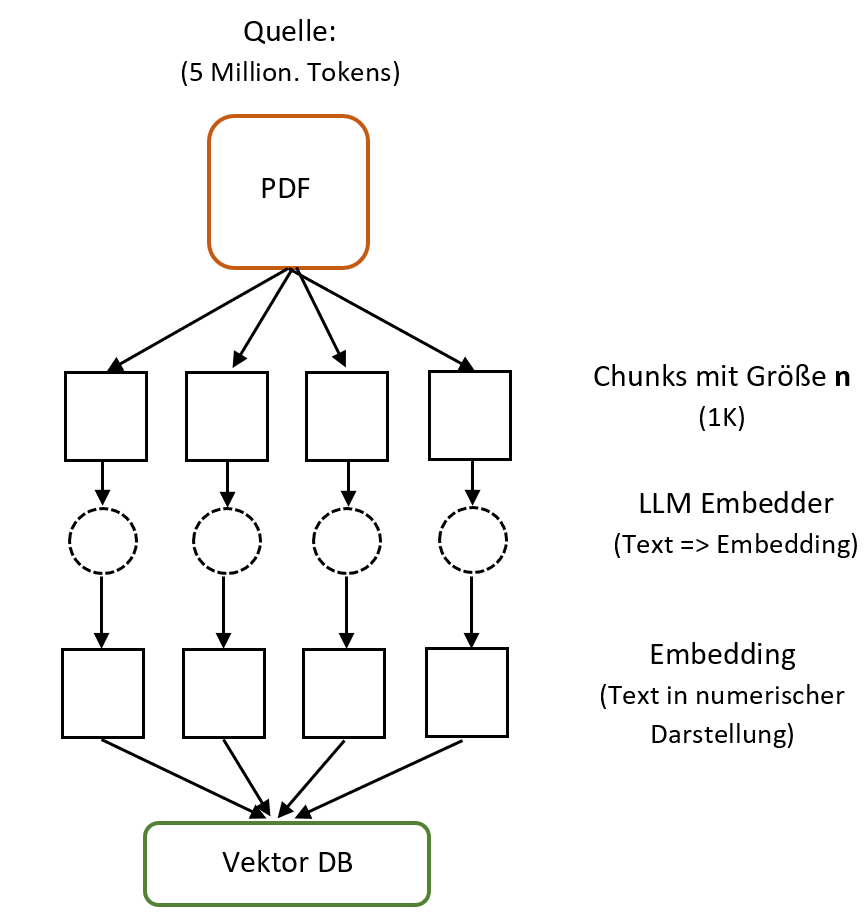 Quelle:
(5 Million. Tokens)
PDF
Chunks mit Größe n
(1K)
LLM Embedder
(Text => Embedding)
Embedding
(Text in numerischer
Darstellung)
Vektor DB